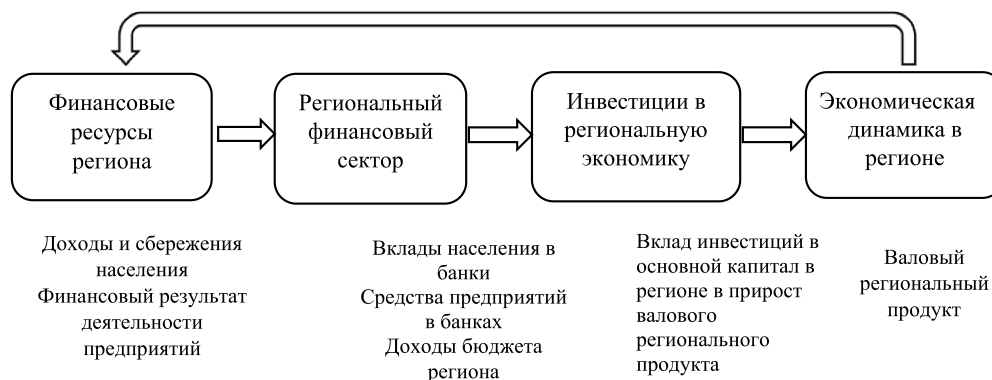 Финансовые
ресурсы
региона
Региональный
финансовый
сектор
Инвестиции в
региональную
экономику
Экономическая
динамика в
регионе
Доходы и сбережения
населения
Финансовый результат
деятельности
предприятий
Вклады населения в
банки
Средства предприятий
в банках
Доходы бюджета
региона
Вклад инвестиций в
основной капитал в
регионе в прирост
валового
регионального
продукта
Валовый
региональный
продукт